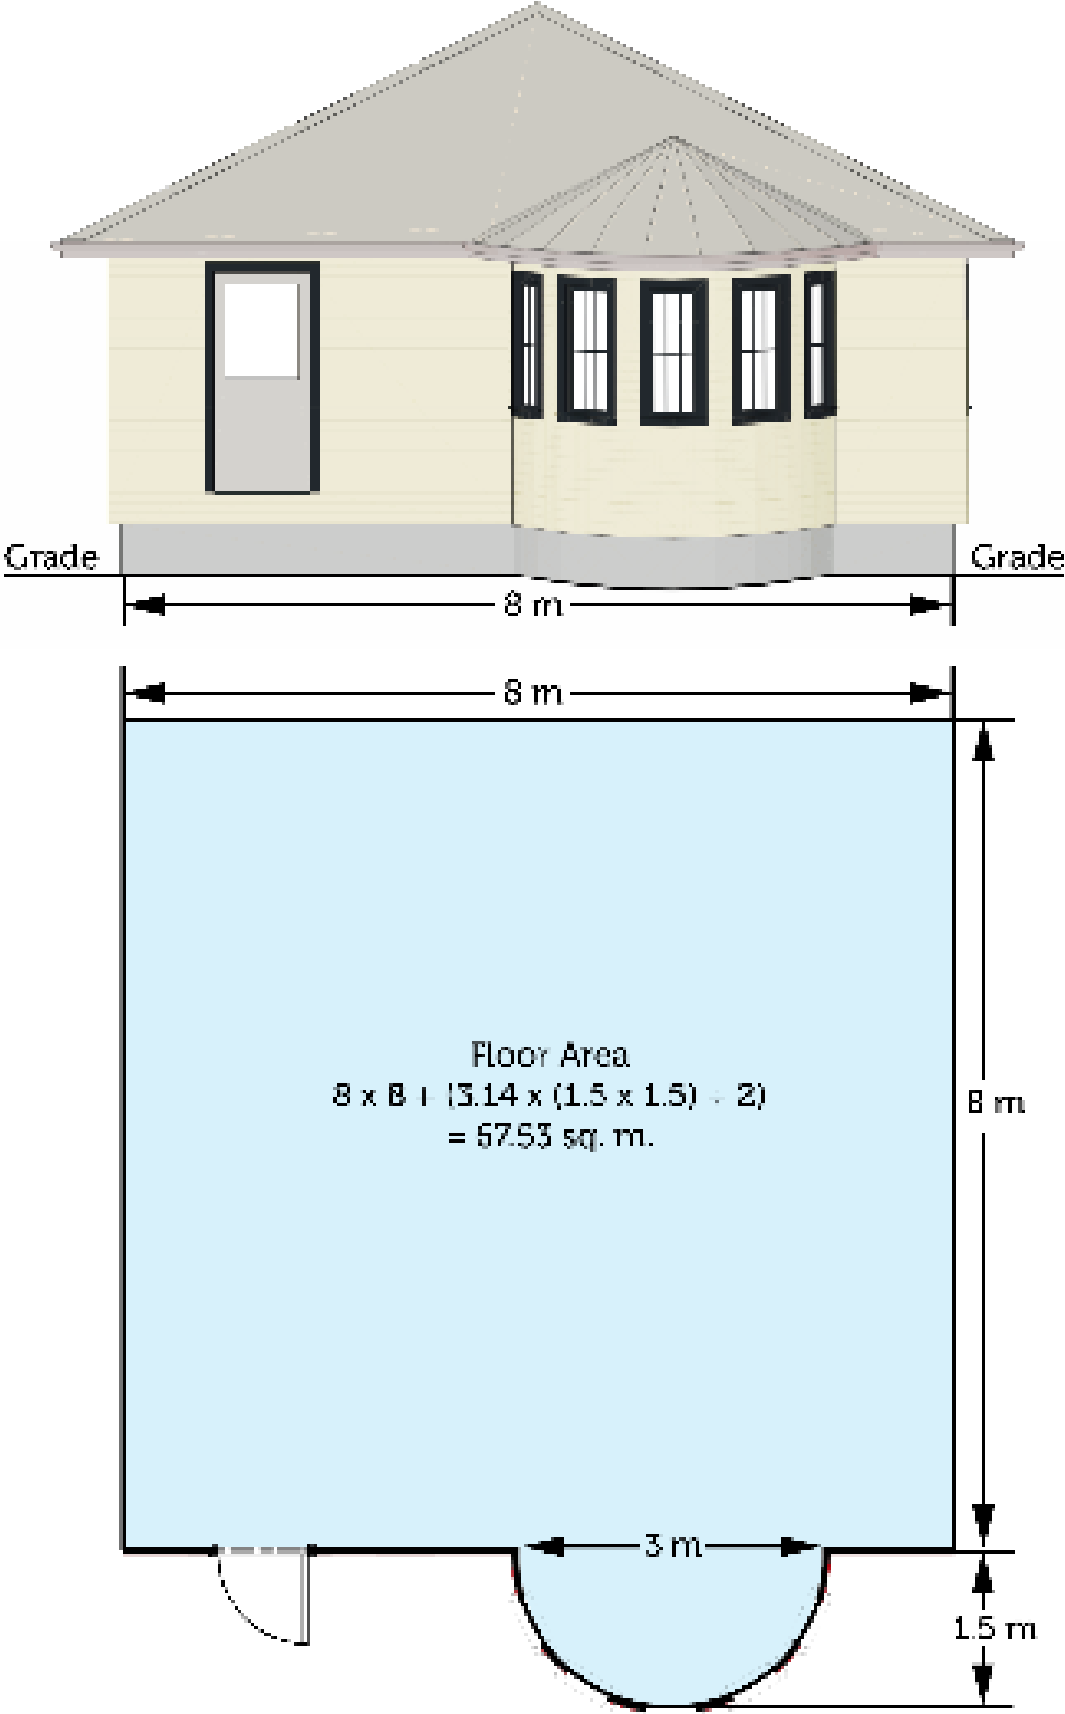 Grade
Grade
8 m
8 m
Floor Area
8 x 8 + (3.14 x (1.5 x 1.5) ÷ 2)
= 67.53 sq. m.
8 m
3 m
1.5 m